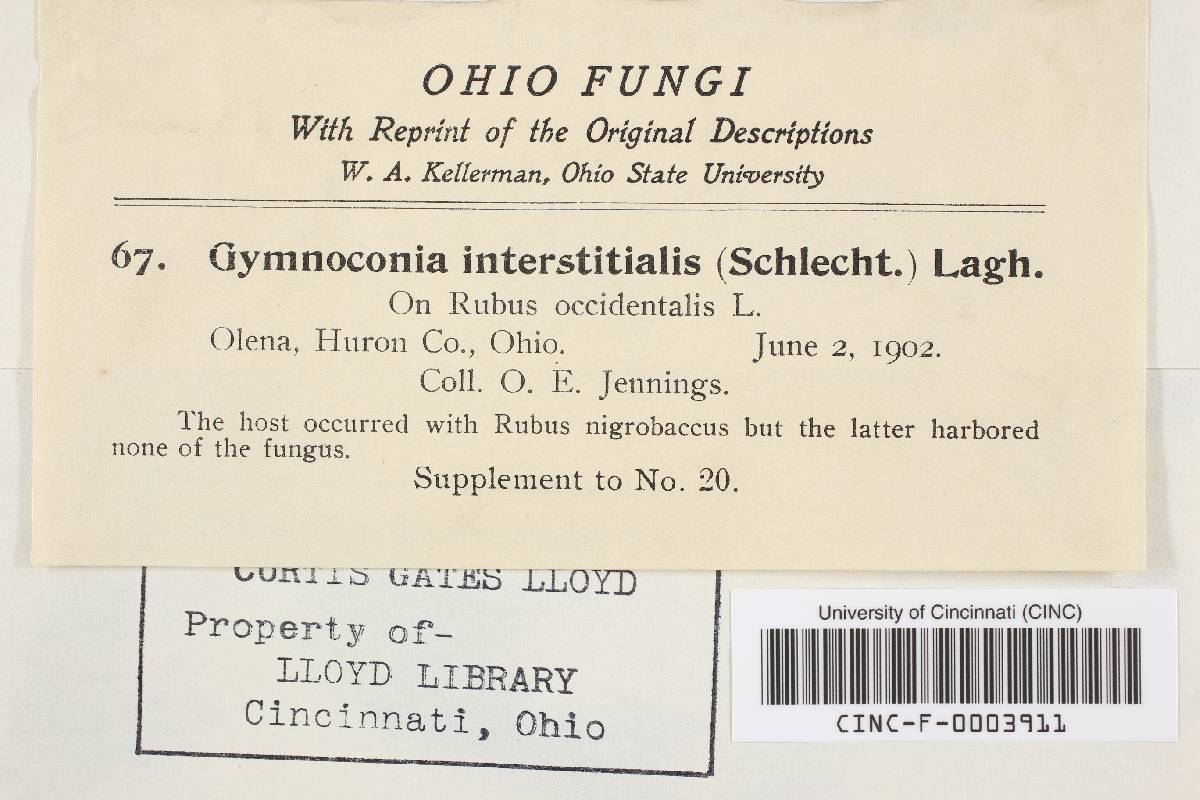 OHIO FUNGI
With Reprint of the Original Descriptions
W. A. Kellerman, Ohio State University
67. Gymnoconia interstitialis (Schlecht.) Lagh.
On Rubus occidentalis L.
Olena, Huron Co., Ohio. June 2, 1902.
Coll. O. E. Jennings.
The host occurred with Rubus nigrobaccus but the latter harbored
none of the fungus.
Supplement to No. 20.
CURTIS GATES LLOYD
Property of-
LLOYD LIBRARY
Cincinnati, Ohio
University of Cincinnati (CINC)
CINC-F-0003911